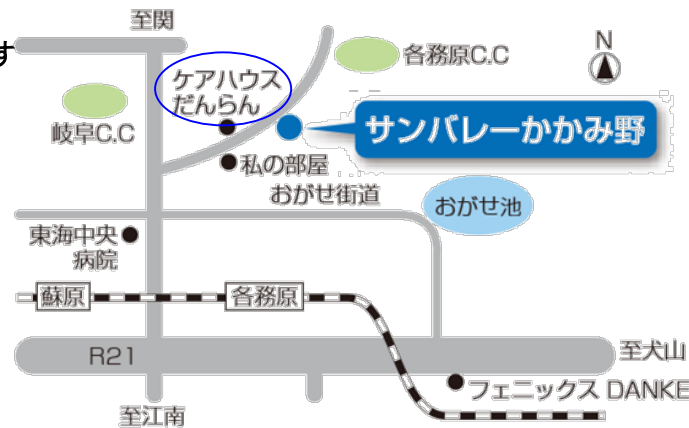 至関
す
各務原C.C
N
ケアハウス
だんらん
岐阜C.C
サンバレーかかみ野
私の部屋
おがせ街道
おがせ池
東海中央
病院
蘇原
各務原
R21
至犬山
フェニックス DANKE
至江南